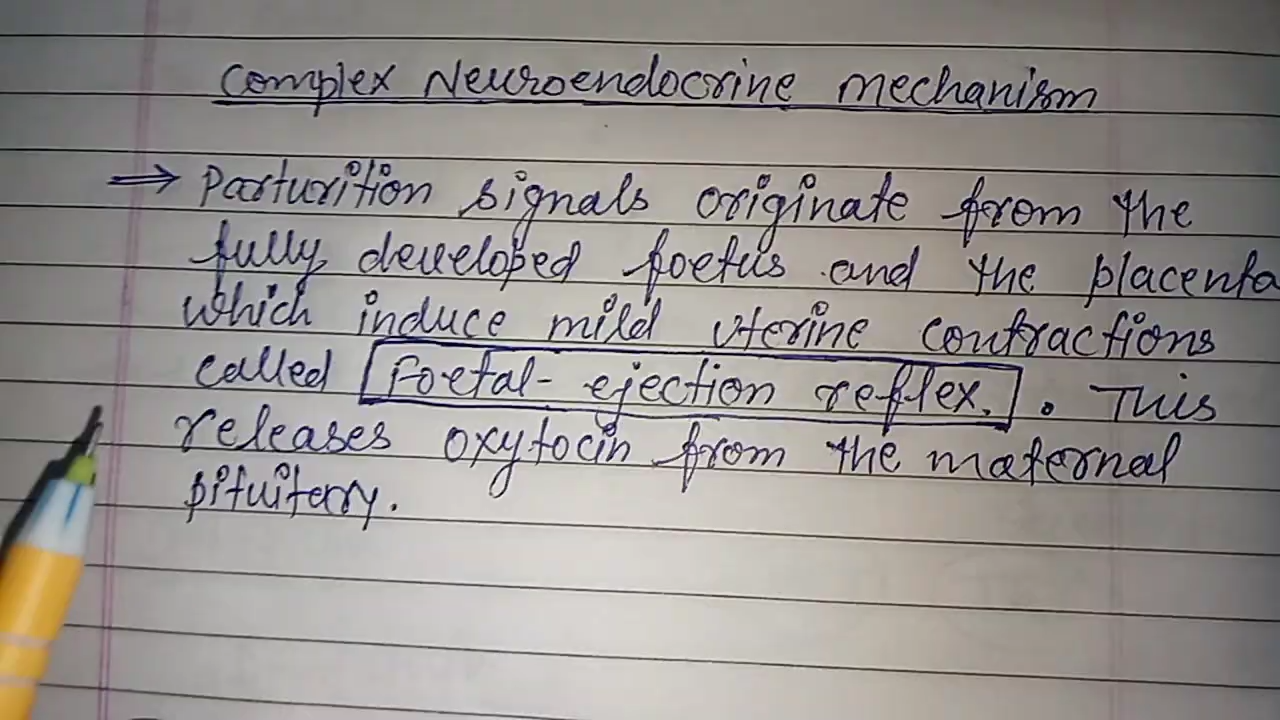 Complex Neuroendocrine mechanism
⇒ Parturition signals originate from the
fully developed foetus and the placenta
which induce mild uterine contractions
called Foetal-ejection reflex. . This
releases oxytocin from the maternal
pituitary.